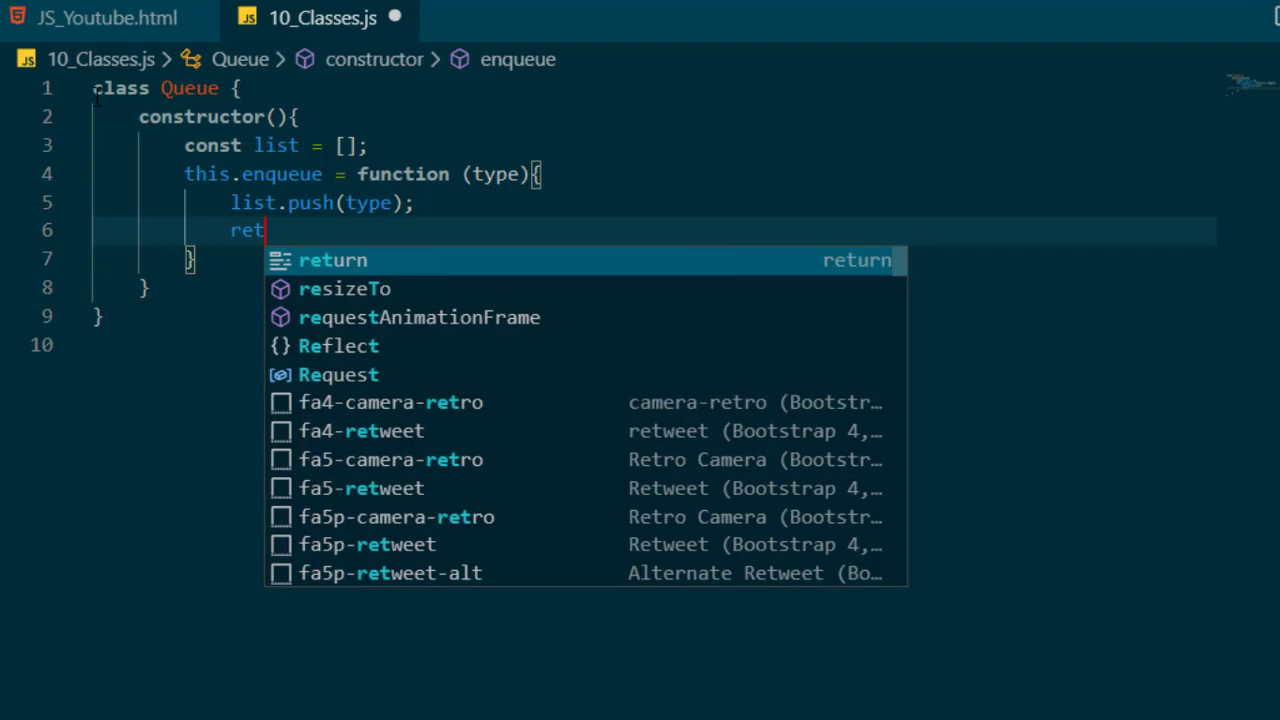 JS_Youtube.html JS 10_Classes.js
JS 10_Classes.js > Queue > constructor > enqueue
1 class Queue {
2 constructor(){
3 const list = [];
4 this.enqueue = function (type){
5 list.push(type);
6 ret
7 }
8 }
9 }
10
return return
resizeTo
requestAnimationFrame
{} Reflect
Request
fa4-camera-retro camera-retro (Bootstr…
fa4-retweet retweet (Bootstrap 4,…
fa5-camera-retro Retro Camera (Bootstr…
fa5-retweet Retweet (Bootstrap 4,…
fa5p-camera-retro Retro Camera (Bootstr…
fa5p-retweet Retweet (Bootstrap 4,…
fa5p-retweet-alt Alternate Retweet (Bo…